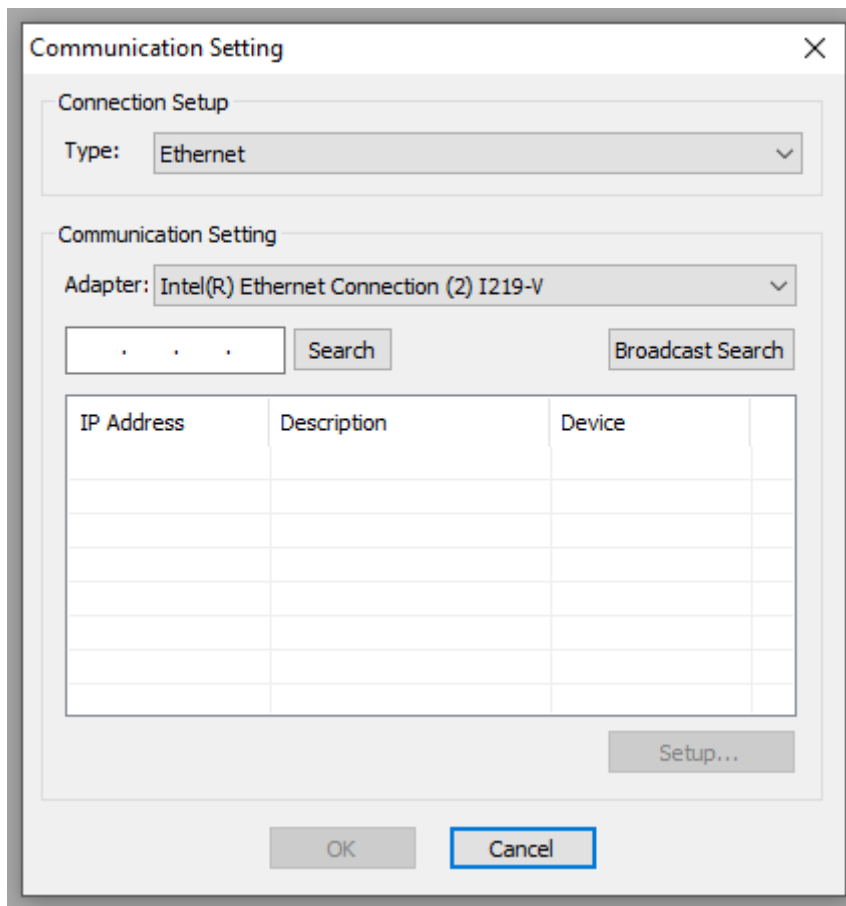 Communication Setting
Connection Setup
Type: Ethernet
Communication Setting
Adapter: Intel(R) Ethernet Connection (2) I219-V
. . . Search Broadcast Search
IP Address Description Device
Setup...
OK Cancel